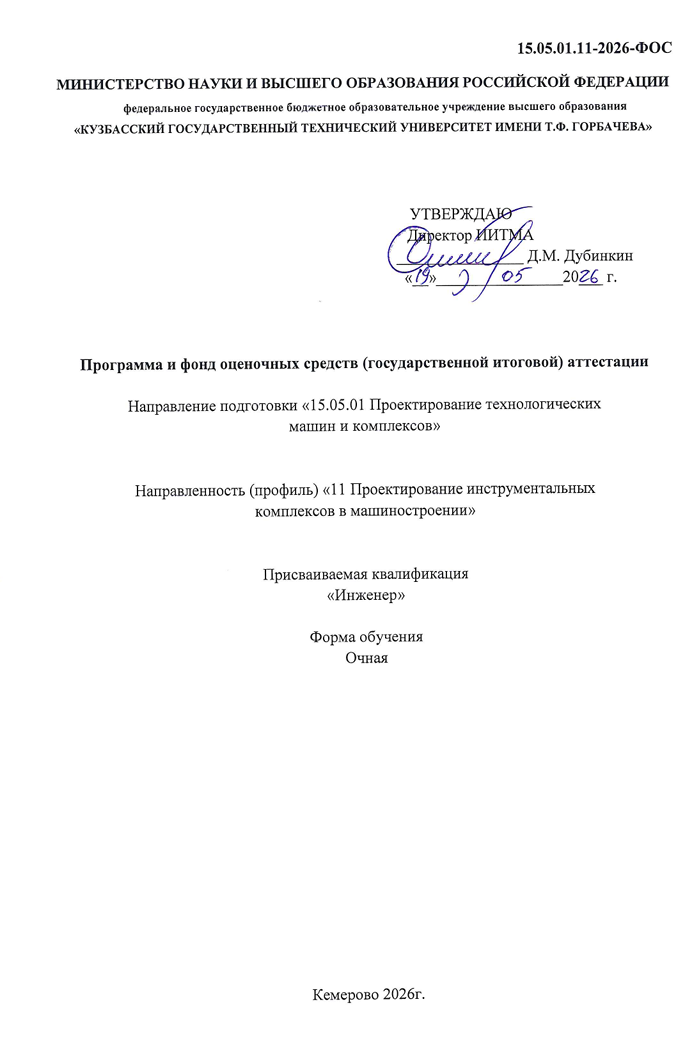 15.05.01.11-2026-ФОС
МИНИСТЕРСТВО НАУКИ И ВЫСШЕГО ОБРАЗОВАНИЯ РОССИЙСКОЙ ФЕДЕРАЦИИ
федеральное государственное бюджетное образовательное учреждение высшего образования
«КУЗБАССКИЙ ГОСУДАРСТВЕННЫЙ ТЕХНИЧЕСКИЙ УНИВЕРСИТЕТ ИМЕНИ Т.Ф. ГОРБАЧЕВА»
УТВЕРЖДАЮ
Директор ИИТМА
Д.М. Дубинкин
«19» 05 2026 г.
Программа и фонд оценочных средств (государственной итоговой) аттестации
Направление подготовки «15.05.01 Проектирование технологических
машин и комплексов»
Направленность (профиль) «11 Проектирование инструментальных
комплексов в машиностроении»
Присваиваемая квалификация
«Инженер»
Форма обучения
Очная
Кемерово 2026г.